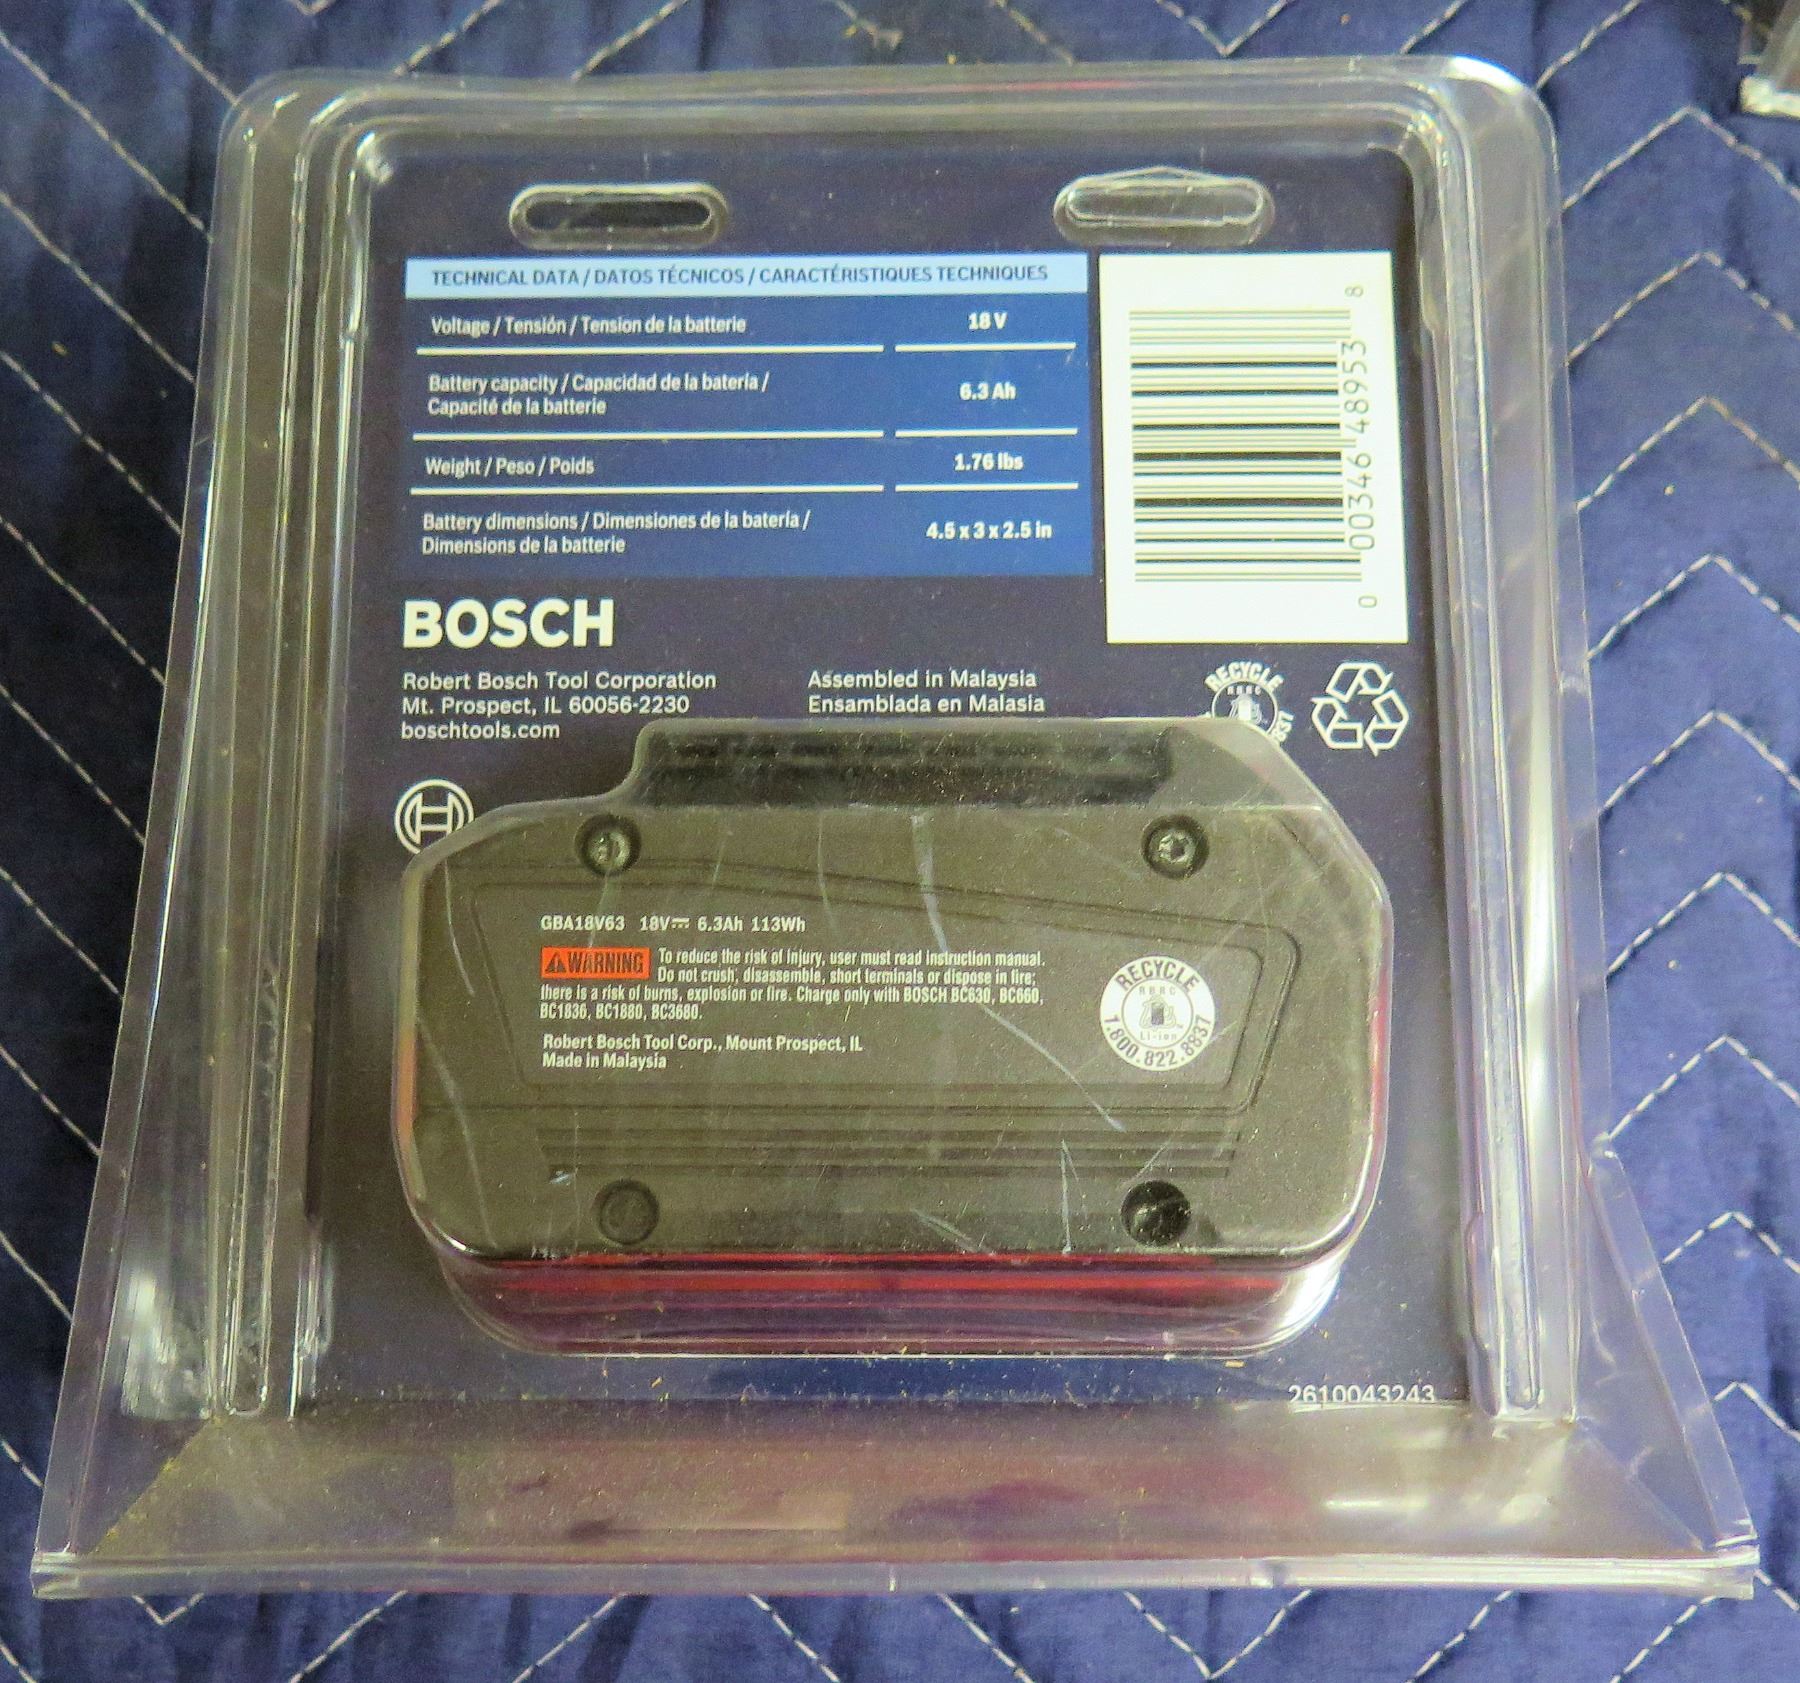 TECHNICAL DATA / DATOS TÉCNICOS / CARACTÉRISTIQUES TECHNIQUES
Voltage / Tensión / Tension de la batterie 18 V
Battery capacity / Capacidad de la batería /
Capacité de la batterie 6.3 Ah
Weight / Peso / Poids 1.76 lbs
Battery dimensions / Dimensiones de la batería /
Dimensions de la batterie 4.5 x 3 x 2.5 in
0 00346 48953 8
BOSCH
Robert Bosch Tool Corporation
Mt. Prospect, IL 60056-2230
boschtools.com
Assembled in Malaysia
Ensamblada en Malasia
RECYCLE
RBRC
837
GBA18V63 18V⎓ 6.3Ah 113Wh
⚠WARNING To reduce the risk of injury, user must read instruction manual.
Do not crush, disassemble, short terminals or dispose in fire;
there is a risk of burns, explosion or fire. Charge only with BOSCH BC630, BC660,
BC1836, BC1880, BC3680.
Robert Bosch Tool Corp., Mount Prospect, IL
Made in Malaysia
RECYCLE
RBRC
Li-ion
1.800.822.8837
2610043243